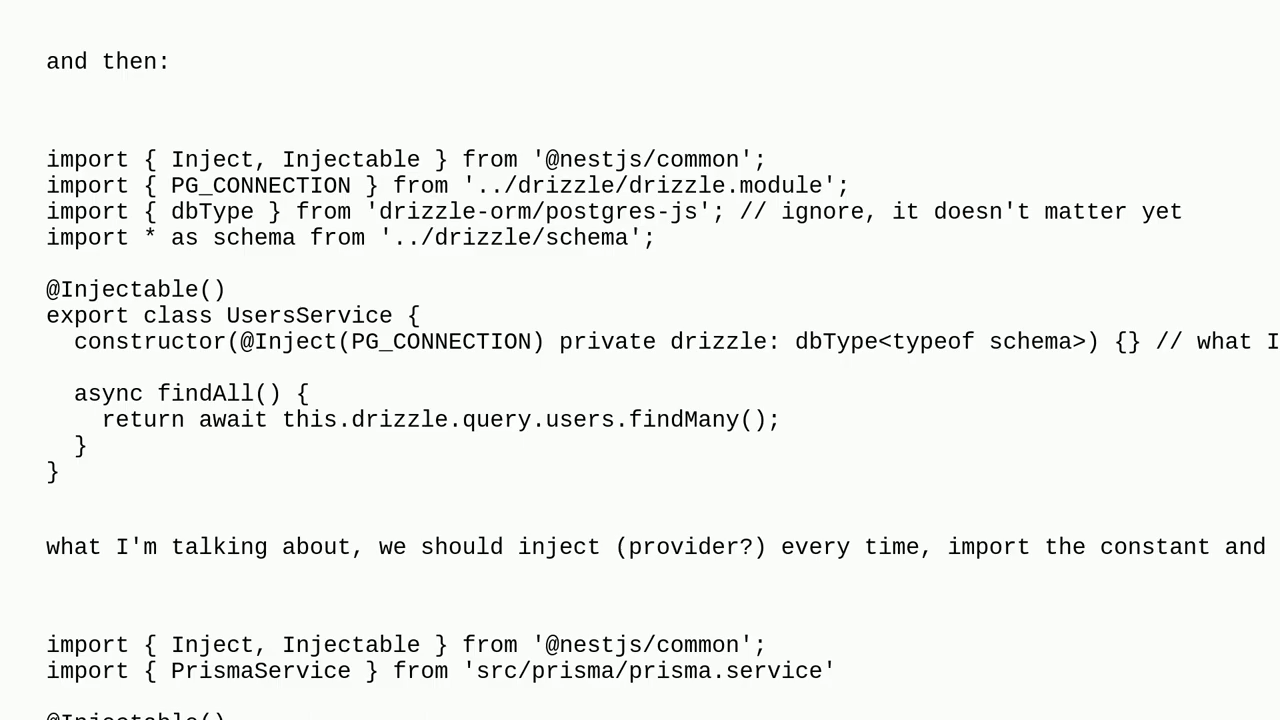 and then:
import { Inject, Injectable } from '@nestjs/common';
import { PG_CONNECTION } from '../drizzle/drizzle.module';
import { dbType } from 'drizzle-orm/postgres-js'; // ignore, it doesn't matter yet
import * as schema from '../drizzle/schema';
@Injectable()
export class UsersService {
  constructor(@Inject(PG_CONNECTION) private drizzle: dbType<typeof schema>) {} // what I
  async findAll() {
    return await this.drizzle.query.users.findMany();
  }
}
what I'm talking about, we should inject (provider?) every time, import the constant and
import { Inject, Injectable } from '@nestjs/common';
import { PrismaService } from 'src/prisma/prisma.service'
@Injectable()